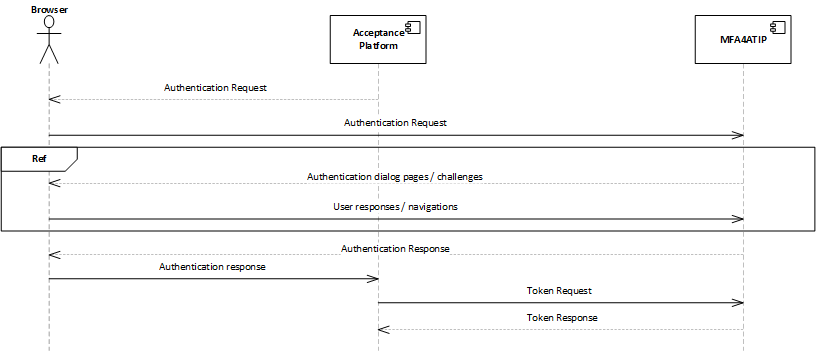 Browser
Acceptance
Platform
MFA4ATIP
Authentication Request
Authentication Request
Ref
Authentication dialog pages / challenges
User responses / navigations
Authentication Response
Authentication response
Token Request
Token Response